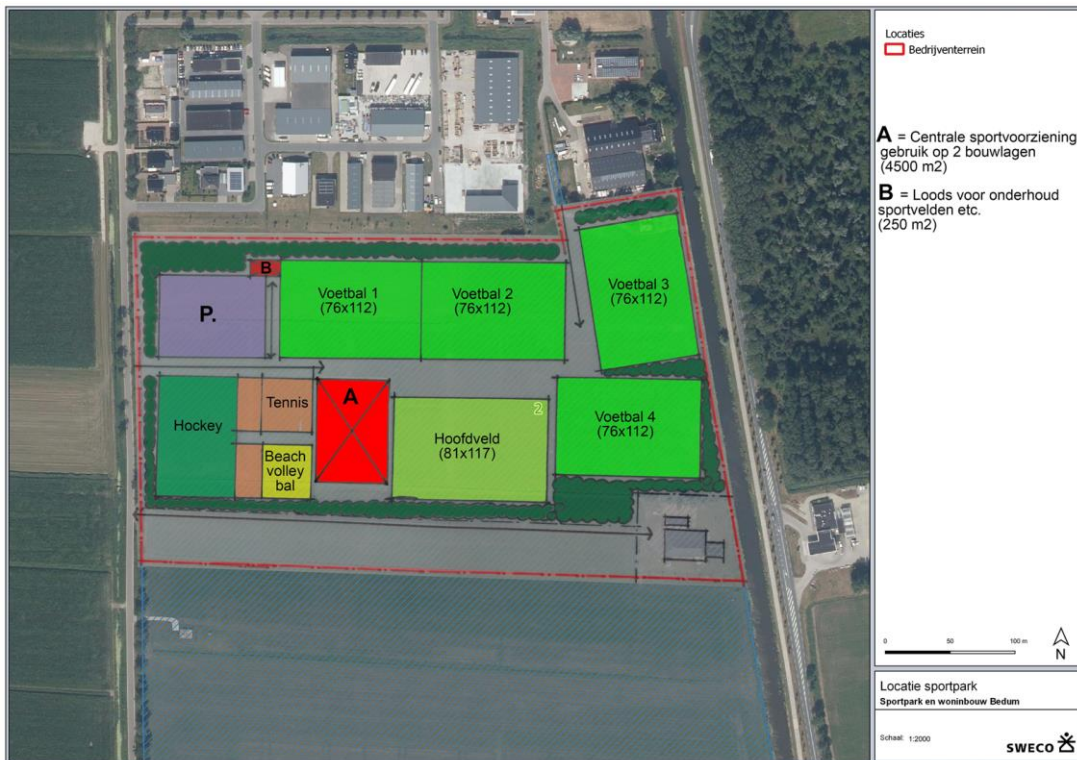 B
Voetbal 1
(76x112)
Voetbal 2
(76x112)
Voetbal 3
(76x112)
P.
Hockey
Tennis
Beach
volley
bal
A
2
Hoofdveld
(81x117)
Voetbal 4
(76x112)
Locaties
Bedrijventerrein
A = Centrale sportvoorziening
gebruik op 2 bouwlagen
(4500 m2)
B = Loods voor onderhoud
sportvelden etc.
(250 m2)
0 50 100 m
N
Locatie sportpark
Sportpark en woninbouw Bedum
Schaal: 1:2000
SWECO